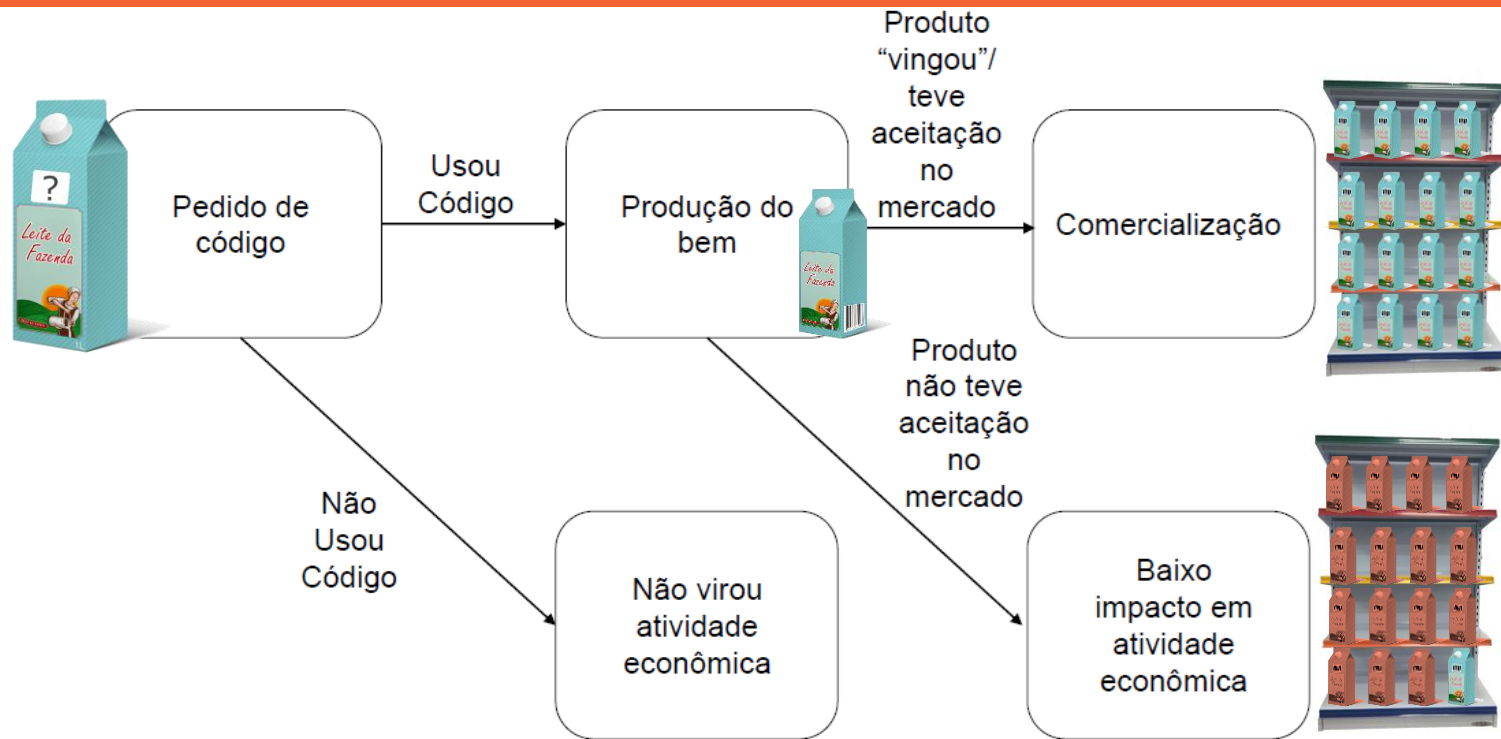 Produto
“vingou”/
teve
aceitação
no
mercado
?
Leite da
Fazenda
1L
Pedido de
código
Usou
Código
Produção do
bem
Leite da
Fazenda
Comercialização
Não
Usou
Código
Produto
não teve
aceitação
no
mercado
Não virou
atividade
econômica
Baixo
impacto em
atividade
econômica